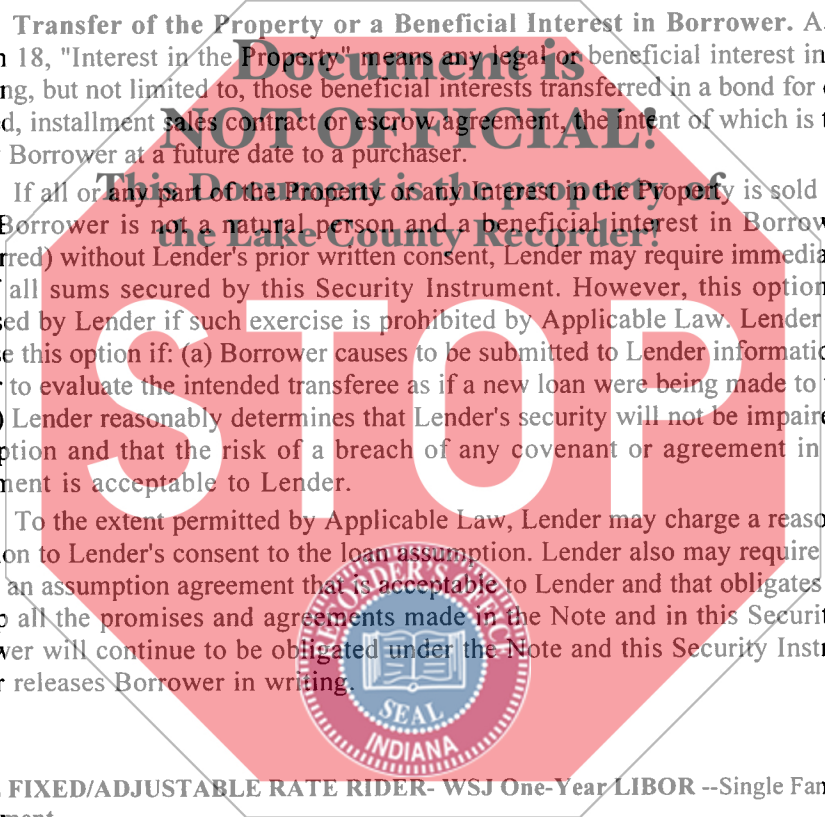 Transfer of the Property or a Beneficial Interest in Borrower. A
18, "Interest in the Property" means any legal or beneficial interest in
ng, but not limited to, those beneficial interests transferred in a bond for
d, installment sales contract or escrow agreement, the intent of which is
Borrower at a future date to a purchaser.
If all or any part of the Property or any Interest in the Property is sold
Borrower is not a natural person and a beneficial interest in Borrow
rred) without Lender's prior written consent, Lender may require immedia
all sums secured by this Security Instrument. However, this option
sed by Lender if such exercise is prohibited by Applicable Law. Lender
e this option if: (a) Borrower causes to be submitted to Lender informatio
to evaluate the intended transferee as if a new loan were being made to
) Lender reasonably determines that Lender's security will not be impaire
ption and that the risk of a breach of any covenant or agreement in
ment is acceptable to Lender.
To the extent permitted by Applicable Law, Lender may charge a reaso
on to Lender's consent to the loan assumption. Lender also may require
an assumption agreement that is acceptable to Lender and that obligates
all the promises and agreements made in the Note and in this Securit
wer will continue to be obligated under the Note and this Security Instr
r releases Borrower in writing.
FIXED/ADJUSTABLE RATE RIDER- WSJ One-Year LIBOR --Single Fam
Document is
NOT OFFICIAL!
This Document is the property of
the Lake County Recorder!
STOP
SEAL
INDIANA